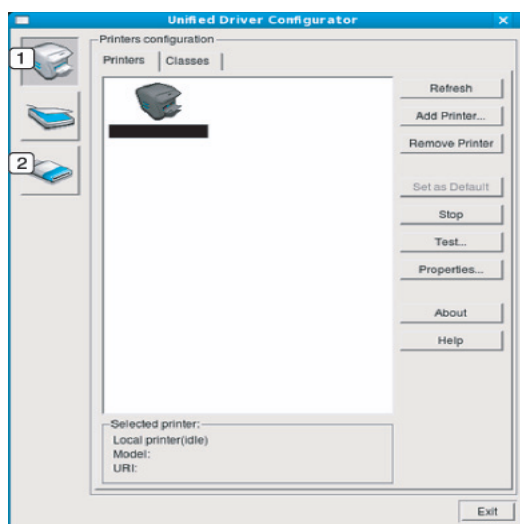 Unified Driver Configurator
Printers configuration
1
Printers
Classes
Refresh
Add Printer...
Remove Printer
2
Set as Default
Stop
Test...
Properties...
About
Help
Selected printer:
Local printer(idle)
Model:
URI:
Exit